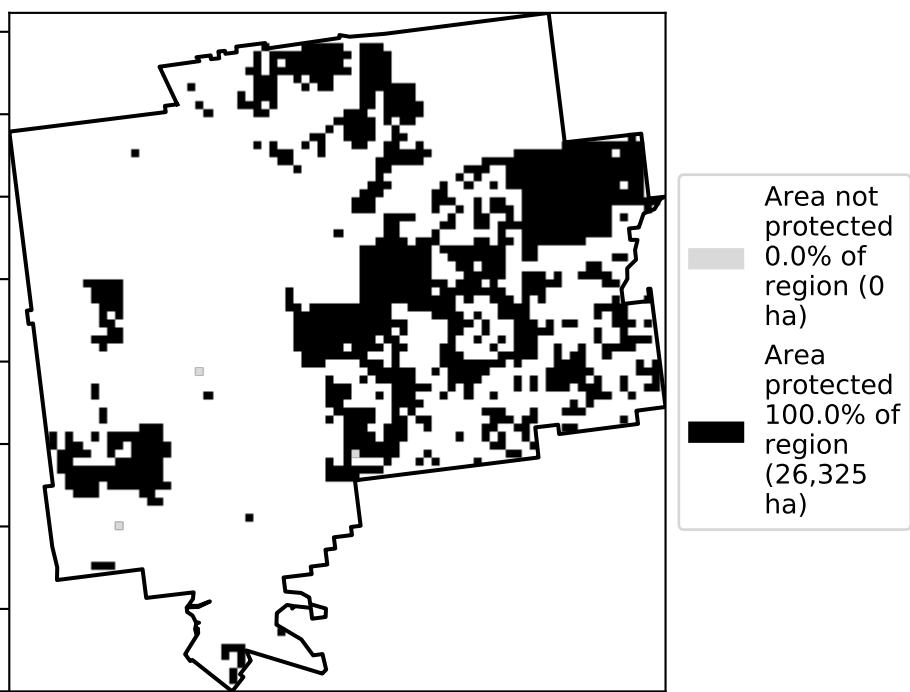 Area not
protected
0.0% of
region (0
ha)
Area
protected
100.0% of
region
(26,325
ha)